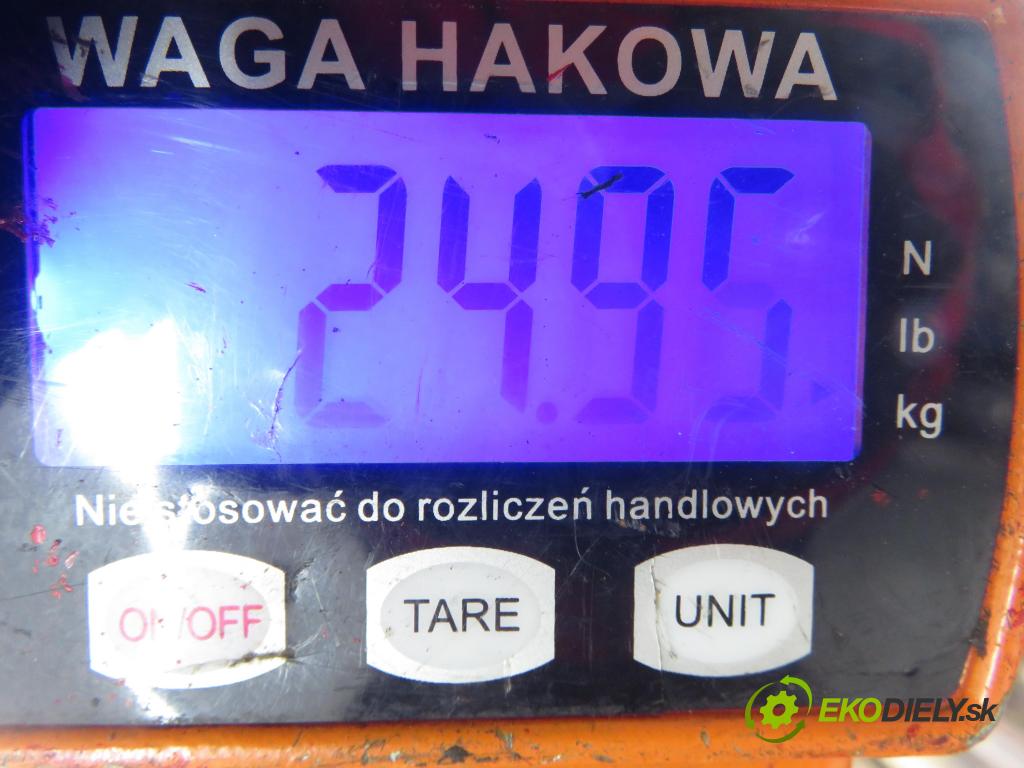 WAGA HAKOWA
24.95
N
lb
kg
Nie stosować do rozliczeń handlowych
ON/OFF
TARE
UNIT
EKODIELY.sk